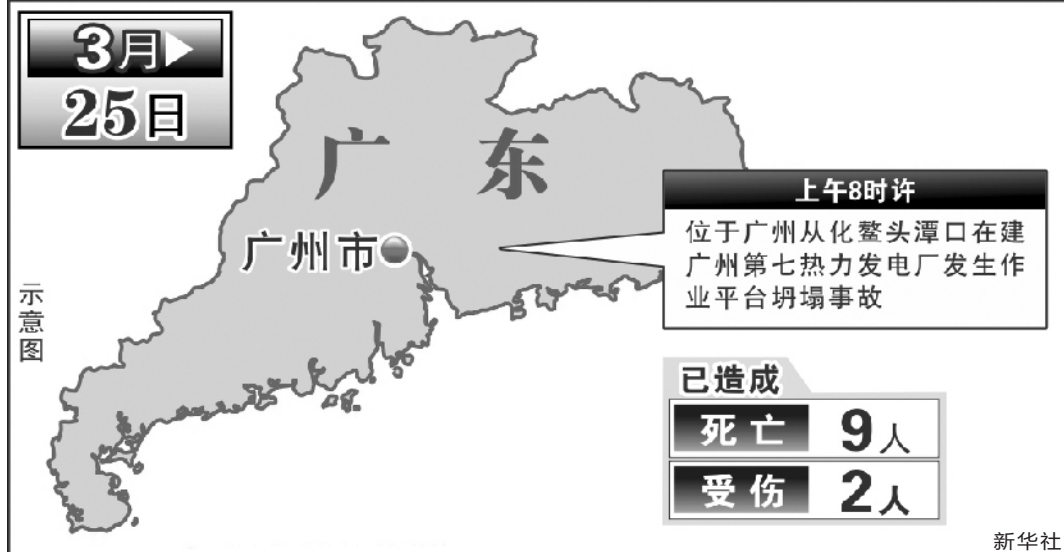 3月
25日
广东
广州市
上午8时许
位于广州从化鳌头潭口在建
广州第七热力发电厂发生作
业平台坍塌事故
示意图
已造成
死亡 9人
受伤 2人
新华社